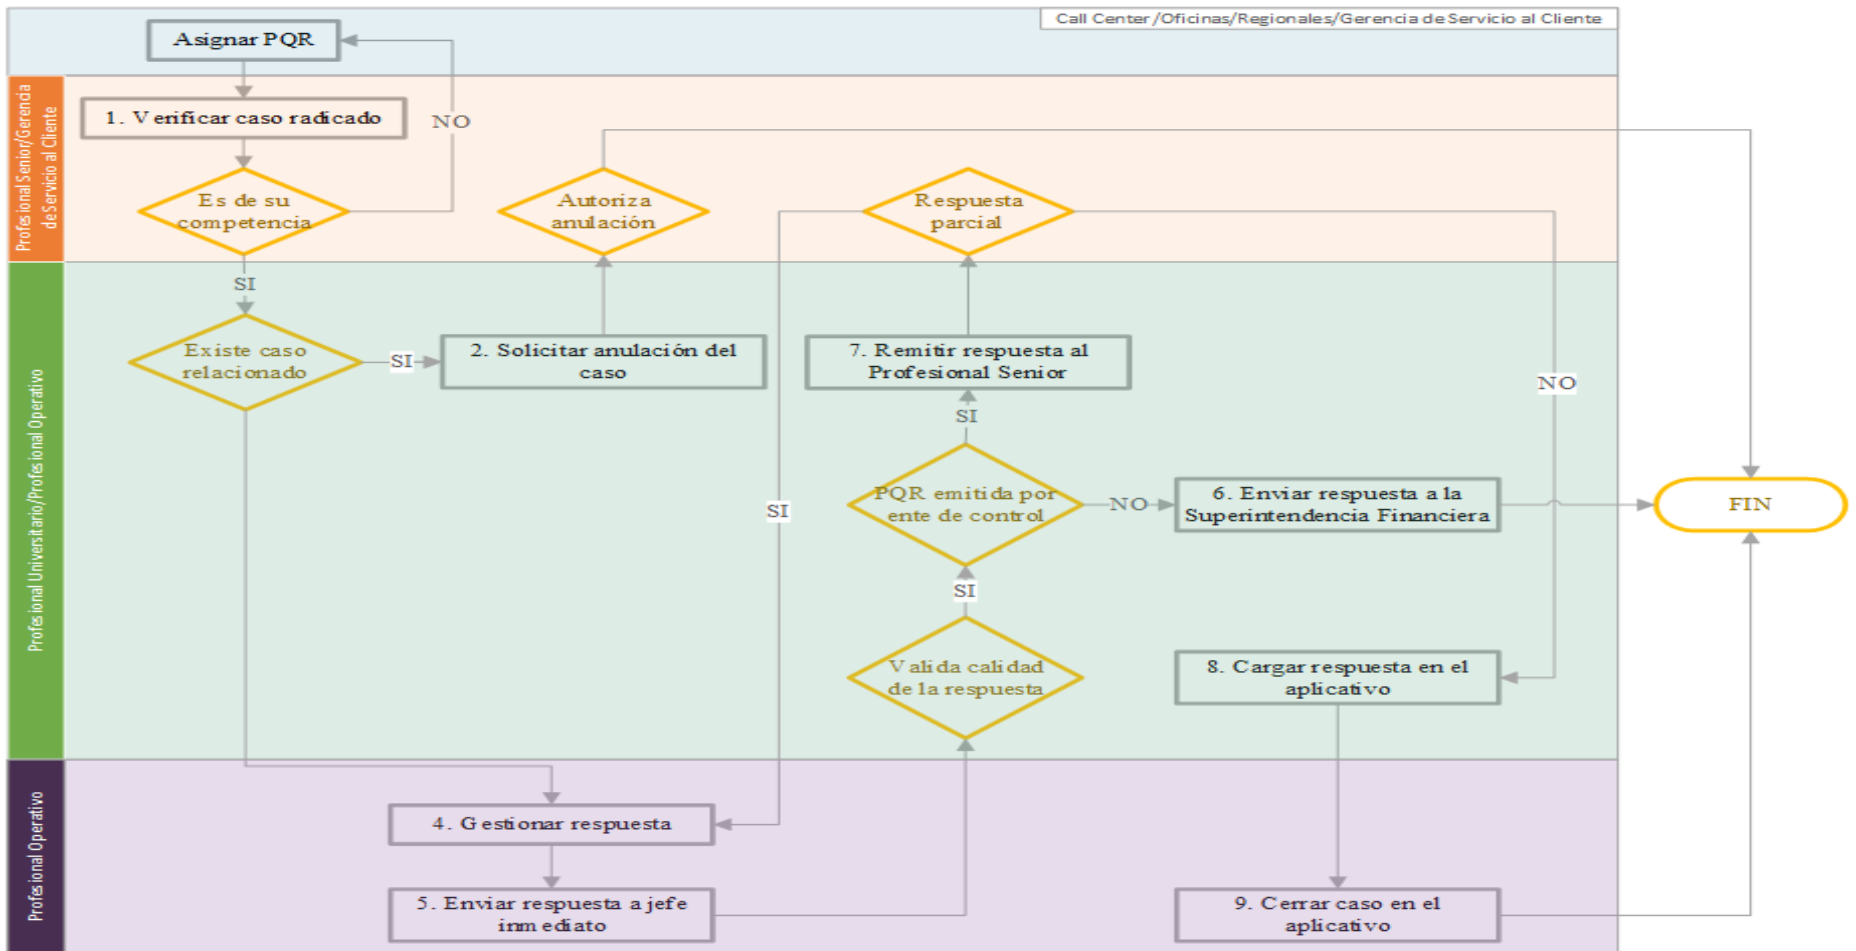 Call Center/Oficinas/Regionales/Gerencia de Servicio al Cliente
Asignar PQR
Profesional Senior/Gerencia
de Servicio al Cliente
1. Verificar caso radicado
NO
Es de su
competencia
Autoriza
anulación
Respuesta
parcial
SI
Profesional Universitario/Profesional Operativo
Existe caso
relacionado
SI
2. Solicitar anulación del
caso
7. Remitir respuesta al
Profesional Senior
NO
SI
PQR emitida por
ente de control
NO
6. Enviar respuesta a la
Superintendencia Financiera
FIN
SI
SI
Valida calidad
de la respuesta
8. Cargar respuesta en el
aplicativo
Profesional Operativo
4. Gestionar respuesta
5. Enviar respuesta a jefe
inmediato
9. Cerrar caso en el
aplicativo